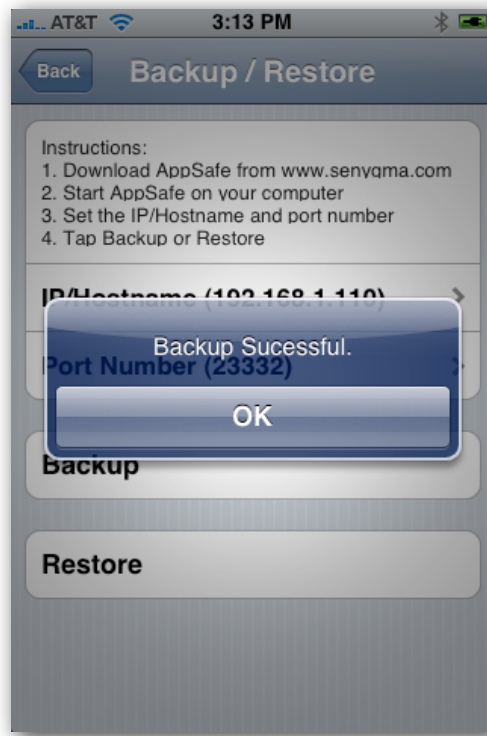 AT&T 3:13 PM
Back Backup / Restore
Instructions:
1. Download AppSafe from www.senygma.com
2. Start AppSafe on your computer
3. Set the IP/Hostname and port number
4. Tap Backup or Restore
IP/Hostname (192.168.1.110)
Backup Sucessful.
Port Number (23332)
OK
Backup
Restore